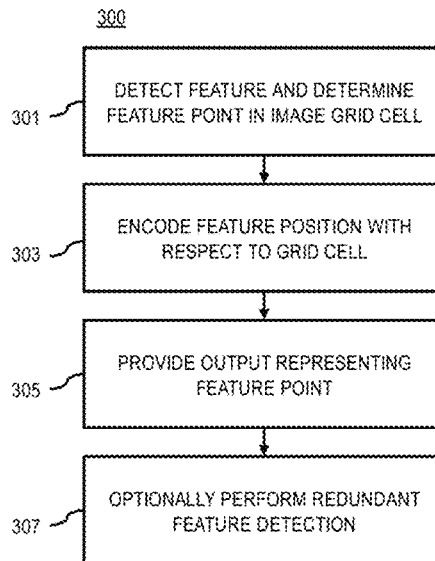 300
301
DETECT FEATURE AND DETERMINE
FEATURE POINT IN IMAGE GRID CELL
303
ENCODE FEATURE POSITION WITH
RESPECT TO GRID CELL
305
PROVIDE OUTPUT REPRESENTING
FEATURE POINT
307
OPTIONALLY PERFORM REDUNDANT
FEATURE DETECTION